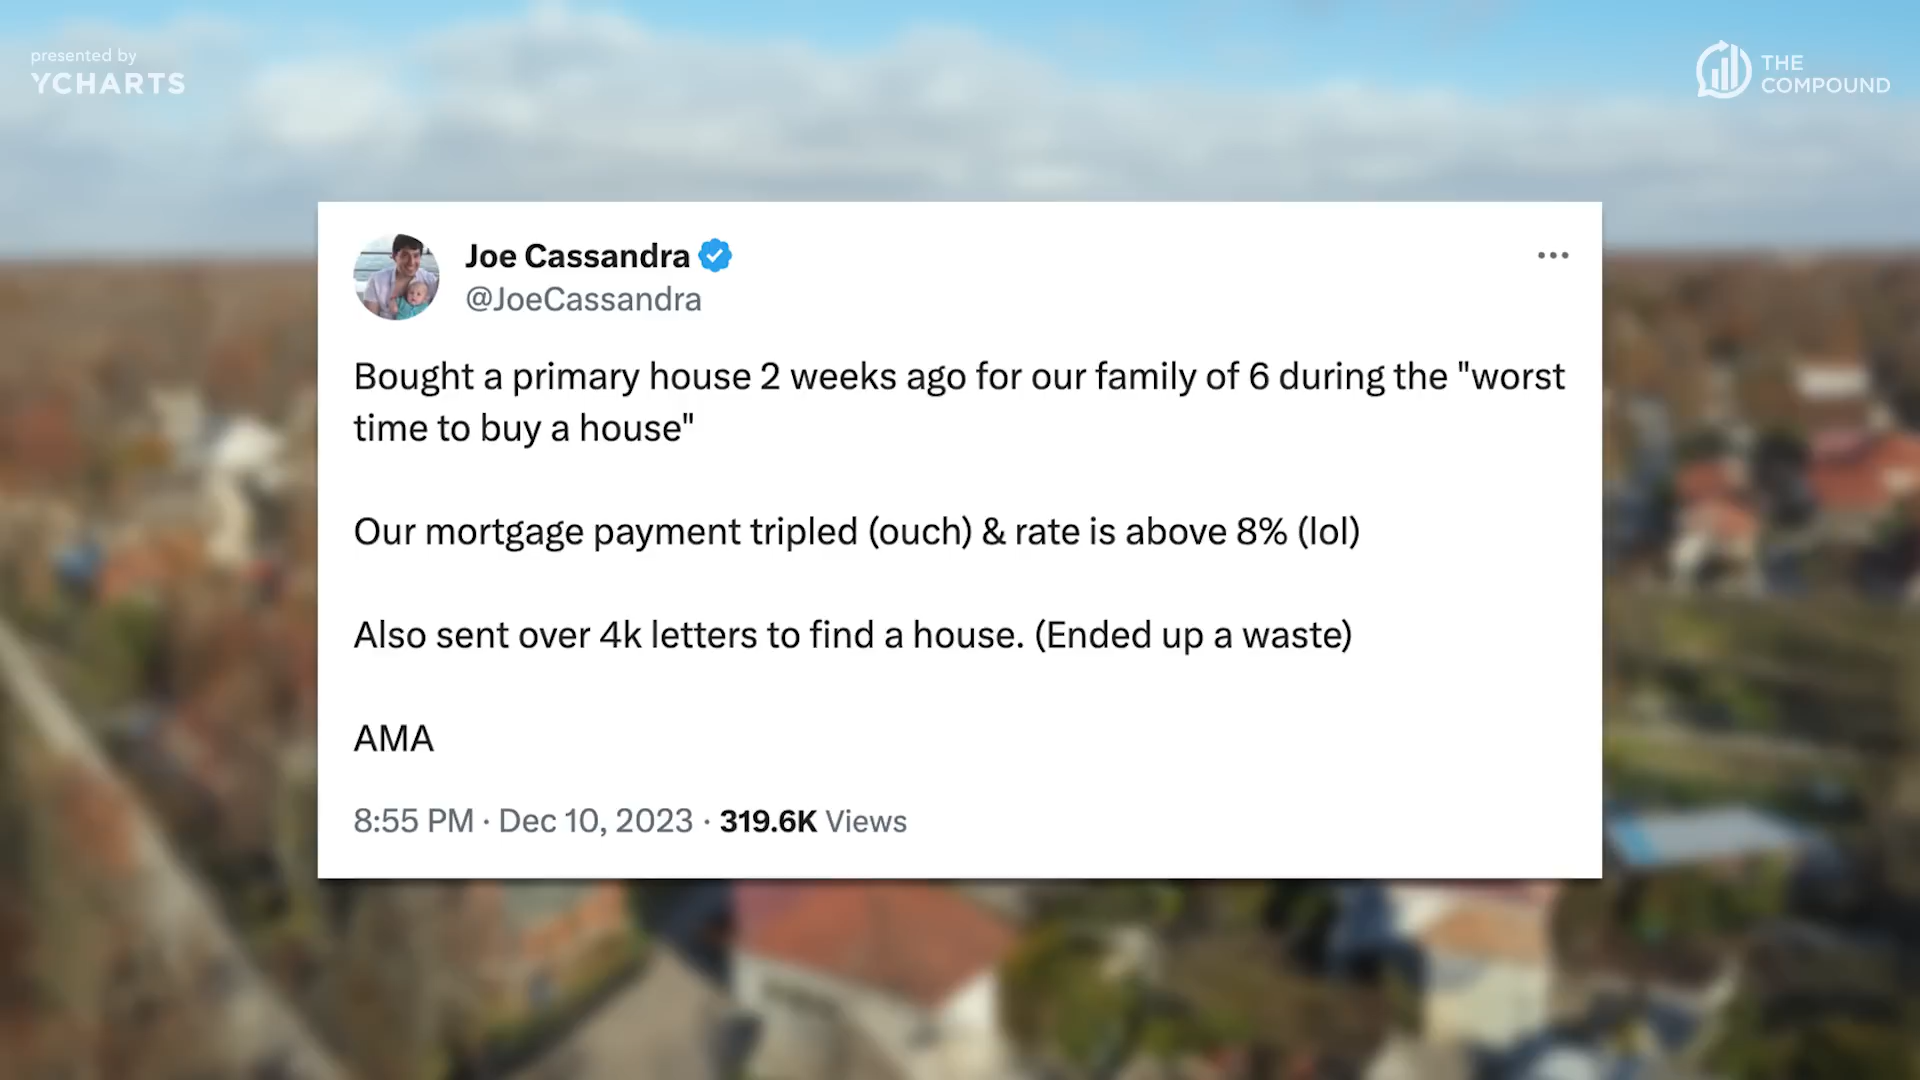 presented by
YCHARTS
THE
COMPOUND
Joe Cassandra
@JoeCassandra
Bought a primary house 2 weeks ago for our family of 6 during the "worst
time to buy a house"
Our mortgage payment tripled (ouch) & rate is above 8% (lol)
Also sent over 4k letters to find a house. (Ended up a waste)
AMA
8:55 PM · Dec 10, 2023 · 319.6K Views